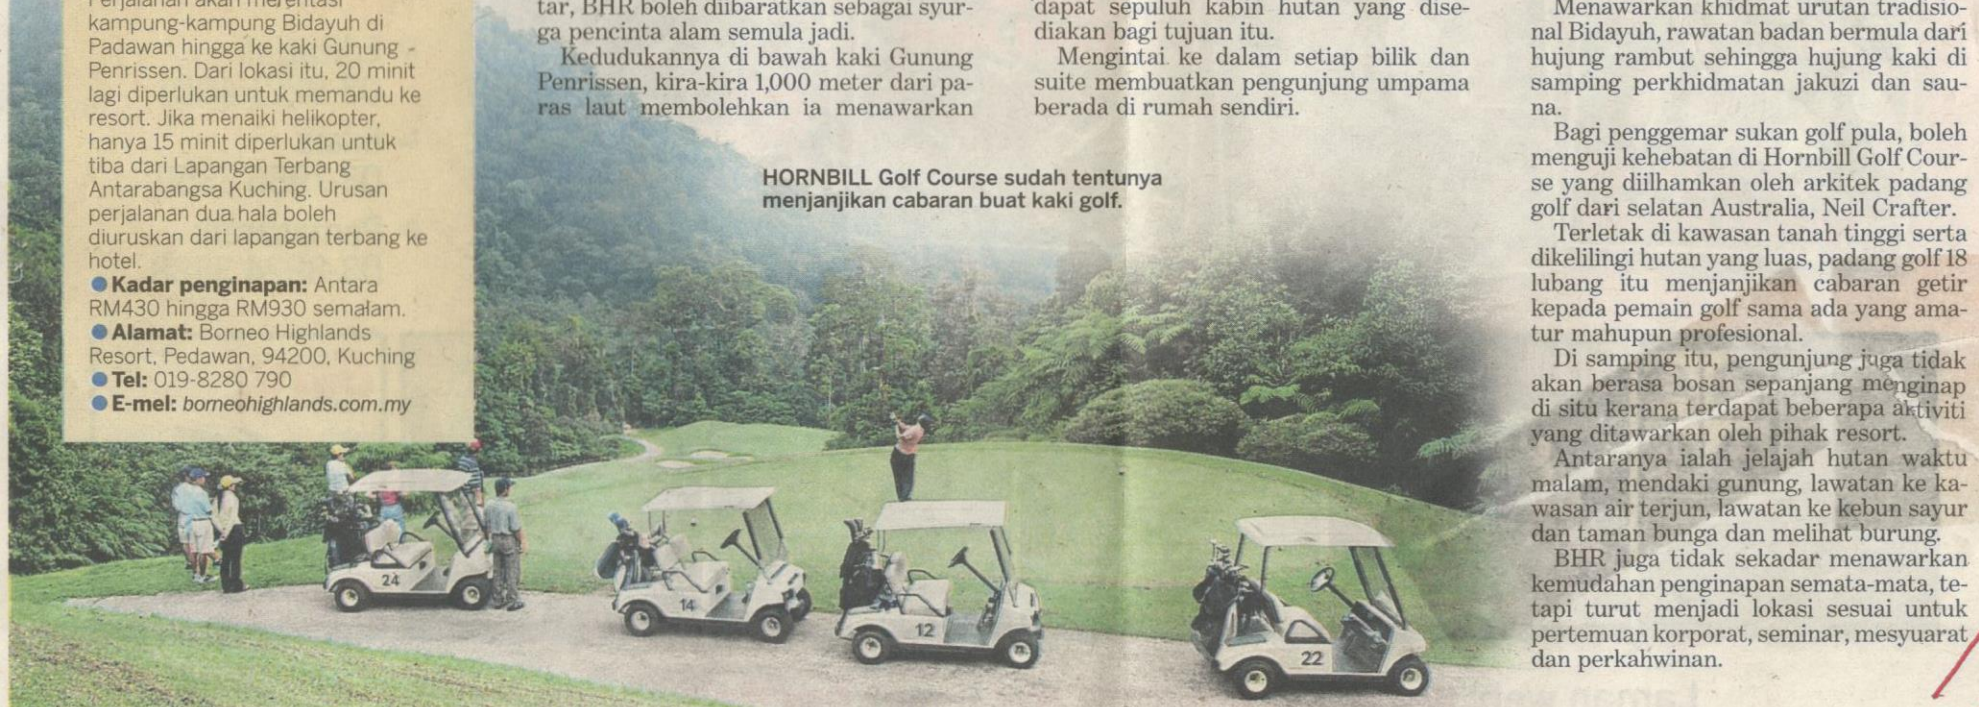 Perjalanan akan merentasi
kampung-kampung Bidayuh di
Padawan hingga ke kaki Gunung
Penrissen. Dari lokasi itu, 20 minit
lagi diperlukan untuk memandu ke
resort. Jika menaiki helikopter,
hanya 15 minit diperlukan untuk
tiba dari Lapangan Terbang
Antarabangsa Kuching. Urusan
perjalanan dua hala boleh
diuruskan dari lapangan terbang ke
hotel.
● Kadar penginapan: Antara
RM430 hingga RM930 semalam.
● Alamat: Borneo Highlands
Resort, Pedawan, 94200, Kuching
● Tel: 019-8280 790
● E-mel: borneohighlands.com.my
tar, BHR boleh diibaratkan sebagai syur-
ga pencinta alam semula jadi.
Kedudukannya di bawah kaki Gunung
Penrissen, kira-kira 1,000 meter dari pa-
ras laut membolehkan ia menawarkan
dapat sepuluh kabin hutan yang dise-
diakan bagi tujuan itu.
Mengintai ke dalam setiap bilik dan
suite membuatkan pengunjung umpama
berada di rumah sendiri.
HORNBILL Golf Course sudah tentunya
menjanjikan cabaran buat kaki golf.
Menawarkan khidmat urutan tradisio-
nal Bidayuh, rawatan badan bermula dari
hujung rambut sehingga hujung kaki di
samping perkhidmatan jakuzi dan sau-
na.
Bagi penggemar sukan golf pula, boleh
menguji kehebatan di Hornbill Golf Cour-
se yang diilhamkan oleh arkitek padang
golf dari selatan Australia, Neil Crafter.
Terletak di kawasan tanah tinggi serta
dikelilingi hutan yang luas, padang golf 18
lubang itu menjanjikan cabaran getir
kepada pemain golf sama ada yang ama-
tur mahupun profesional.
Di samping itu, pengunjung juga tidak
akan berasa bosan sepanjang menginap
di situ kerana terdapat beberapa aktiviti
yang ditawarkan oleh pihak resort.
Antaranya ialah jelajah hutan waktu
malam, mendaki gunung, lawatan ke ka-
wasan air terjun, lawatan ke kebun sayur
dan taman bunga dan melihat burung.
BHR juga tidak sekadar menawarkan
kemudahan penginapan semata-mata, te-
tapi turut menjadi lokasi sesuai untuk
pertemuan korporat, seminar, mesyuarat
dan perkahwinan.
24
14
12
22